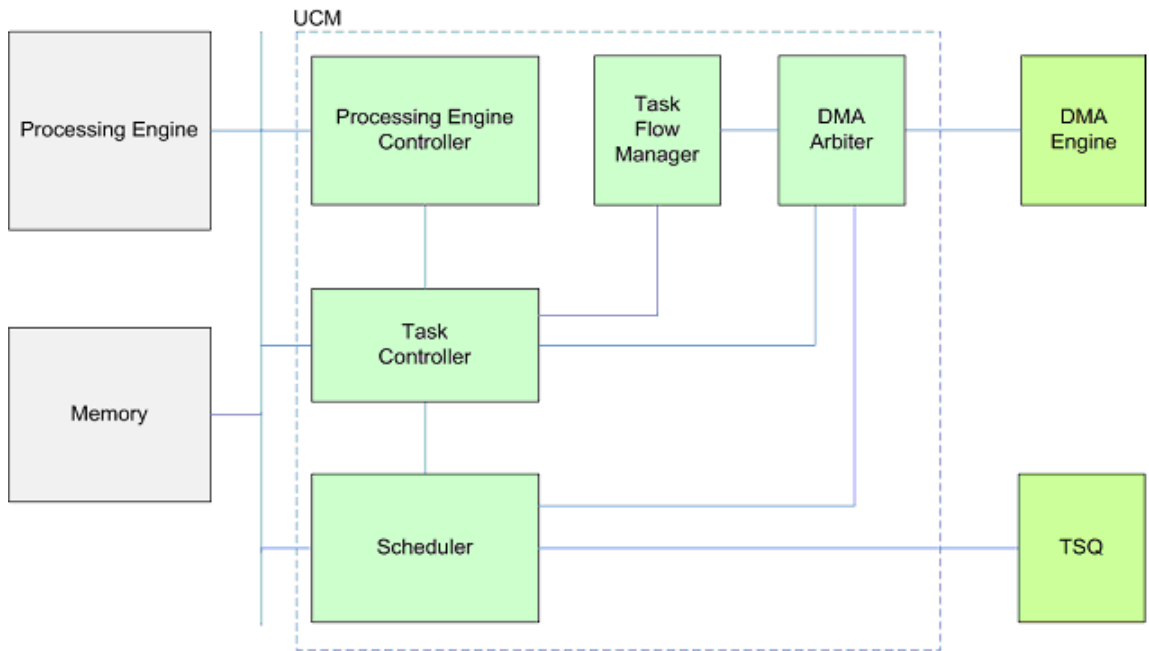 UCM
Processing Engine
Processing Engine
Controller
Task
Flow
Manager
DMA
Arbiter
DMA
Engine
Task
Controller
Memory
Scheduler
TSQ